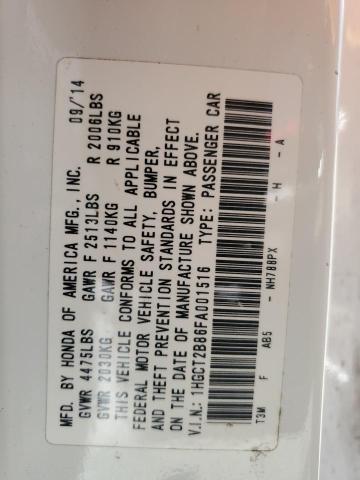 MFD. BY HONDA OF AMERICA MFG., INC. 09/'14
GVWR 4475LBS GAWR F 2513LBS R 2006LBS
GVWR 2030KG GAWR F 1140KG R 910KG
THIS VEHICLE CONFORMS TO ALL APPLICABLE
FEDERAL MOTOR VEHICLE SAFETY, BUMPER,
AND THEFT PREVENTION STANDARDS IN EFFECT
ON THE DATE OF MANUFACTURE SHOWN ABOVE.
V.I.N.: 1HGCT2B86FA001516 TYPE: PASSENGER CAR
T3M F AB5 - NH788PX - H - A